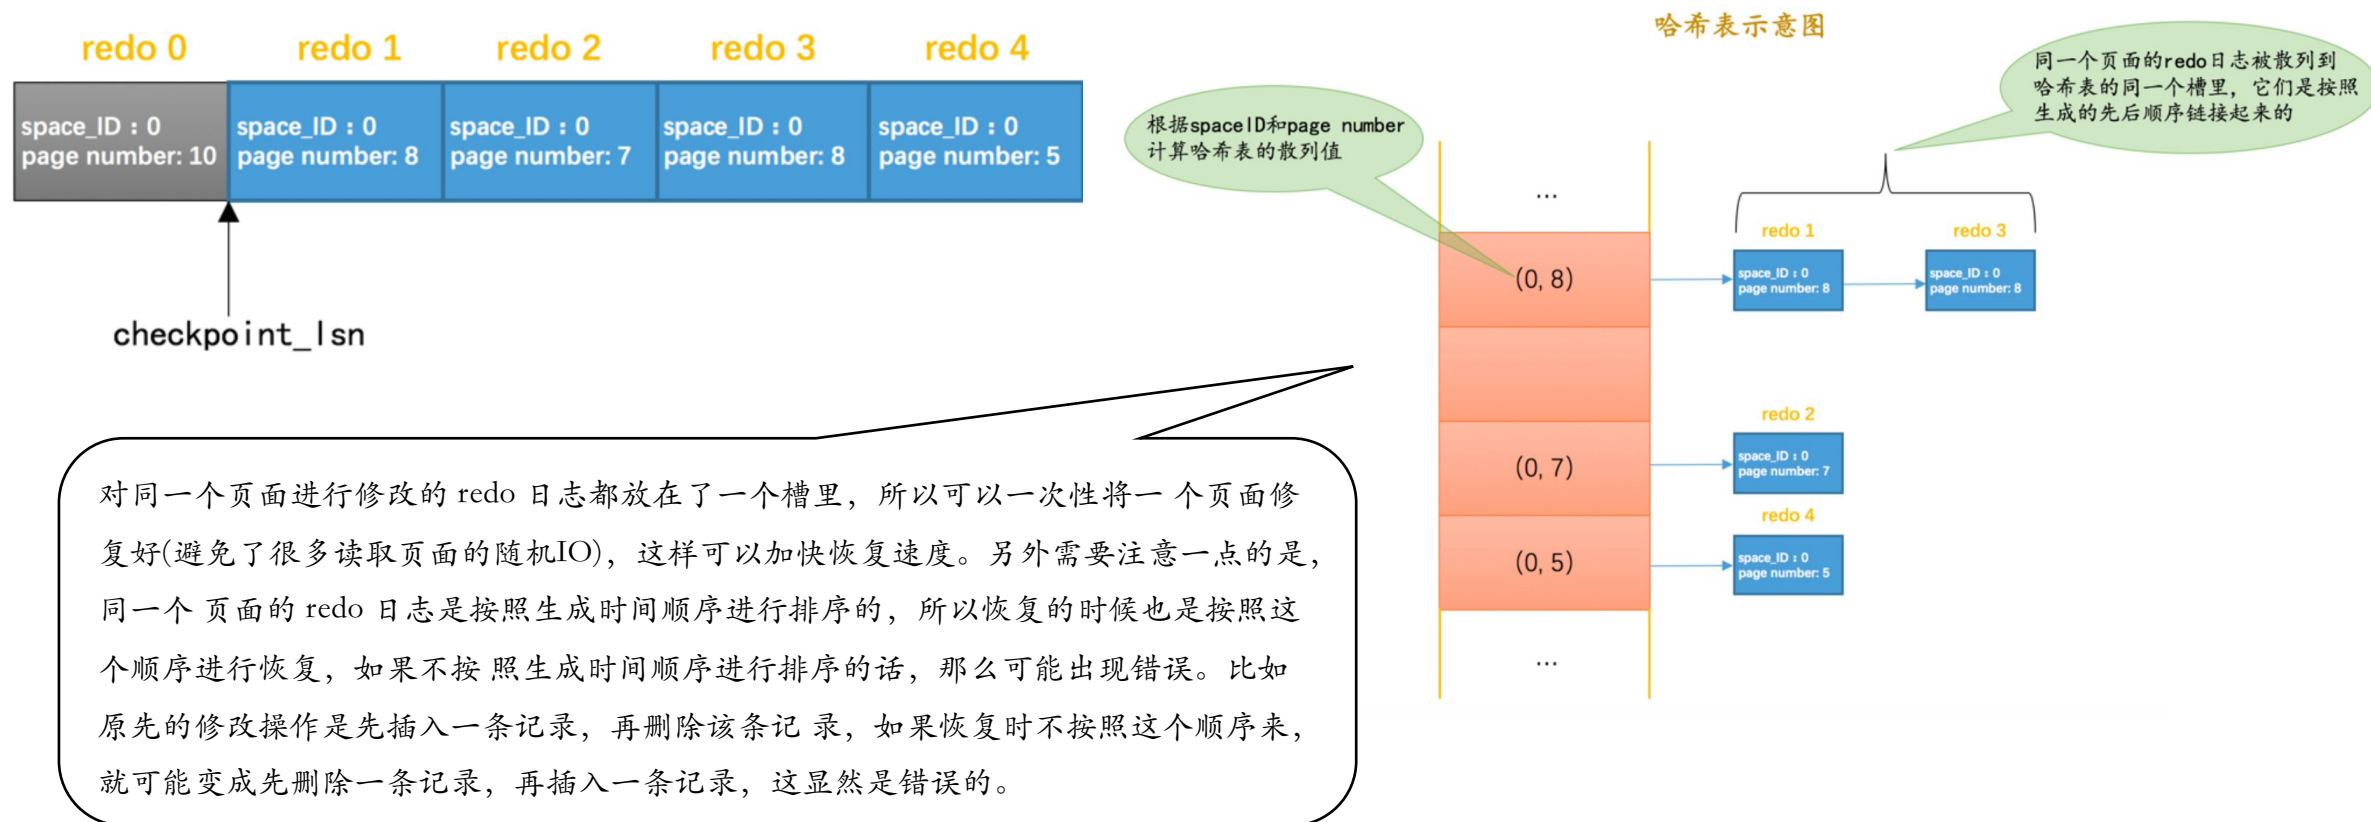 redo 0
redo 1
redo 2
redo 3
redo 4
space_ID : 0
page number: 10
space_ID : 0
page number: 8
space_ID : 0
page number: 7
space_ID : 0
page number: 8
space_ID : 0
page number: 5
checkpoint_lsn
哈希表示意图
根据spaceID和page number
计算哈希表的散列值
同一个页面的redo日志被散列到
哈希表的同一个槽里，它们是按照
生成的先后顺序链接起来的
...
(0, 8)
redo 1
space_ID : 0
page number: 8
redo 3
space_ID : 0
page number: 8
(0, 7)
redo 2
space_ID : 0
page number: 7
(0, 5)
redo 4
space_ID : 0
page number: 5
...
对同一个页面进行修改的 redo 日志都放在了一个槽里，所以可以一次性将一 个页面修
复好(避免了很多读取页面的随机IO)，这样可以加快恢复速度。另外需要注意一点的是，
同一个 页面的 redo 日志是按照生成时间顺序进行排序的，所以恢复的时候也是按照这
个顺序进行恢复，如果不按 照生成时间顺序进行排序的话，那么可能出现错误。比如
原先的修改操作是先插入一条记录，再删除该条记 录，如果恢复时不按照这个顺序来，
就可能变成先删除一条记录，再插入一条记录，这显然是错误的。